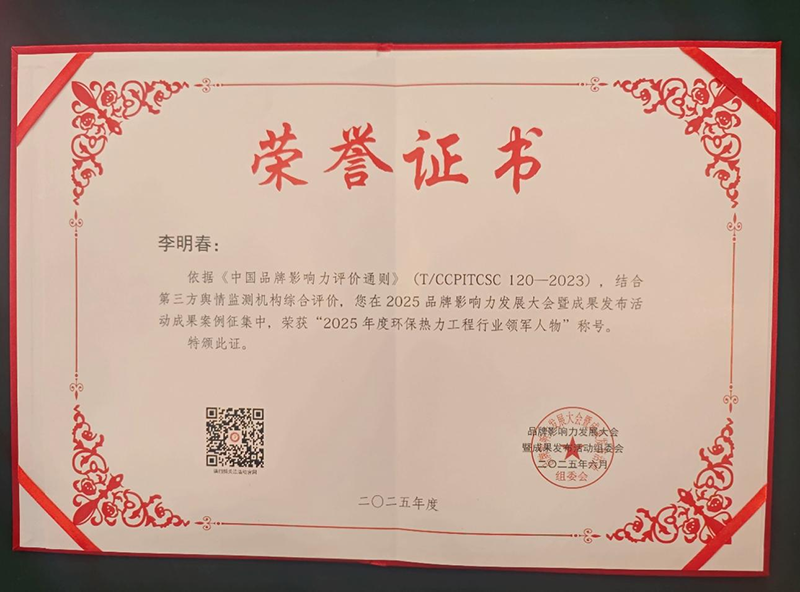 荣誉证书
李明春：
依据《中国品牌影响力评价通则》（T/CCPITCSC 120—2023），结合
第三方舆情监测机构综合评价，您在2025品牌影响力发展大会暨成果发布活
动成果案例征集中，荣获“2025年度环保热力工程行业领军人物”称号。
特颁此证。
品牌影响力发展大会
暨成果发布活动组委会
二〇二五年六月
组委会
二〇二五年度